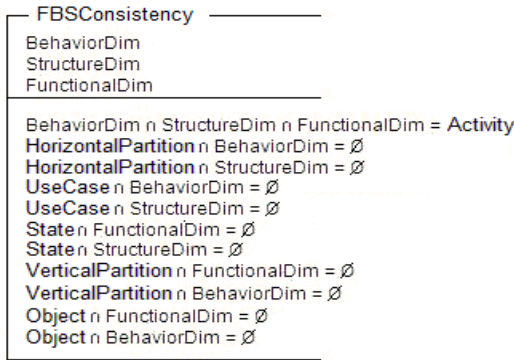 FBSConsistency
BehaviorDim
StructureDim
FunctionalDim
BehaviorDim ∩ StructureDim ∩ FunctionalDim = Activity
HorizontalPartition ∩ BehaviorDim = Ø
HorizontalPartition ∩ StructureDim = Ø
UseCase ∩ BehaviorDim = Ø
UseCase ∩ StructureDim = Ø
State ∩ FunctionalDim = Ø
State ∩ StructureDim = Ø
VerticalPartition ∩ FunctionalDim = Ø
VerticalPartition ∩ BehaviorDim = Ø
Object ∩ FunctionalDim = Ø
Object ∩ BehaviorDim = Ø